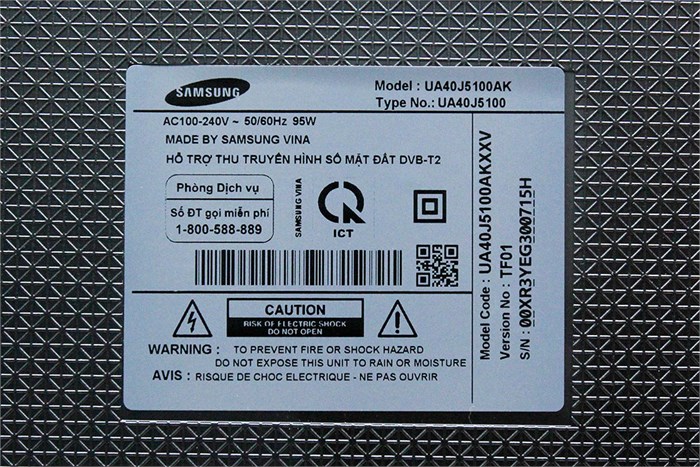 SAMSUNG
Model : UA40J5100AK
Type No.: UA40J5100
AC100-240V ~ 50/60Hz 95W
MADE BY SAMSUNG VINA
HỖ TRỢ THU TRUYỀN HÌNH SỐ MẶT ĐẤT DVB-T2
Phòng Dịch vụ
Số ĐT gọi miễn phí
1-800-588-889
SAMSUNG VINA
ICT
CAUTION
RISK OF ELECTRIC SHOCK
DO NOT OPEN
WARNING : TO PREVENT FIRE OR SHOCK HAZARD
DO NOT EXPOSE THIS UNIT TO RAIN OR MOISTURE
AVIS : RISQUE DE CHOC ELECTRIQUE - NE PAS OUVRIR
Model Code : UA40J5100AKXXV
Version No : TF01
S/N : 00XR3YEG300715H